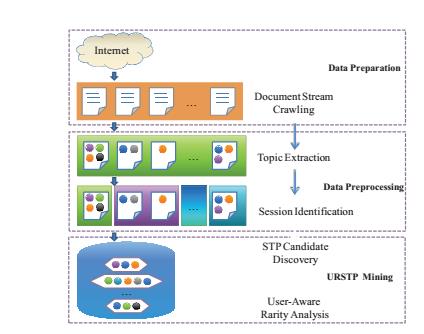 Internet
Data Preparation
Document Stream
Crawling
...
Topic Extraction
...
Data Preprocessing
...
Session Identification
STP Candidate
Discovery
URSTP Mining
...
User-Aware
Rarity Analysis